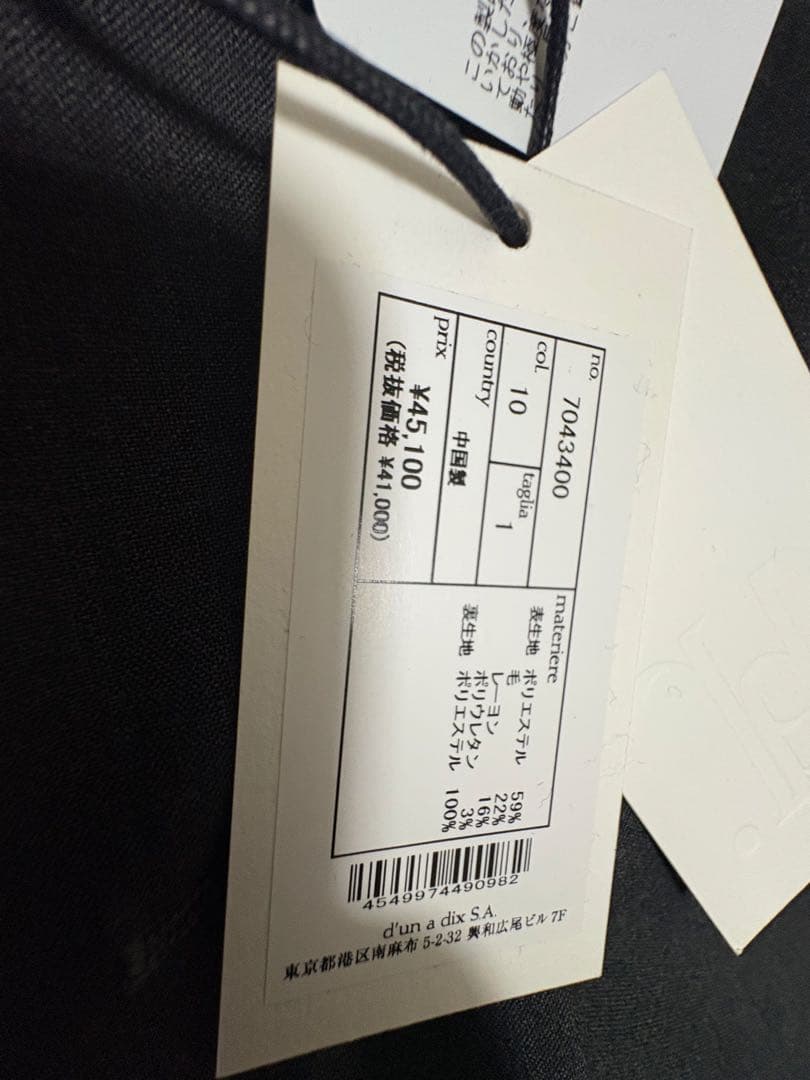 no. 7043400
col. 10
taglia 1
country 中国製
prix ¥45,100
(税抜価格 ¥41,000)
materiere
表生地 ポリエステル 59%
毛 22%
レーヨン 16%
ポリウレタン 3%
裏生地 ポリエステル 100%
4549974490982
d'un a dix S.A.
東京都港区南麻布 5-2-32 興和広尾ビル 7F